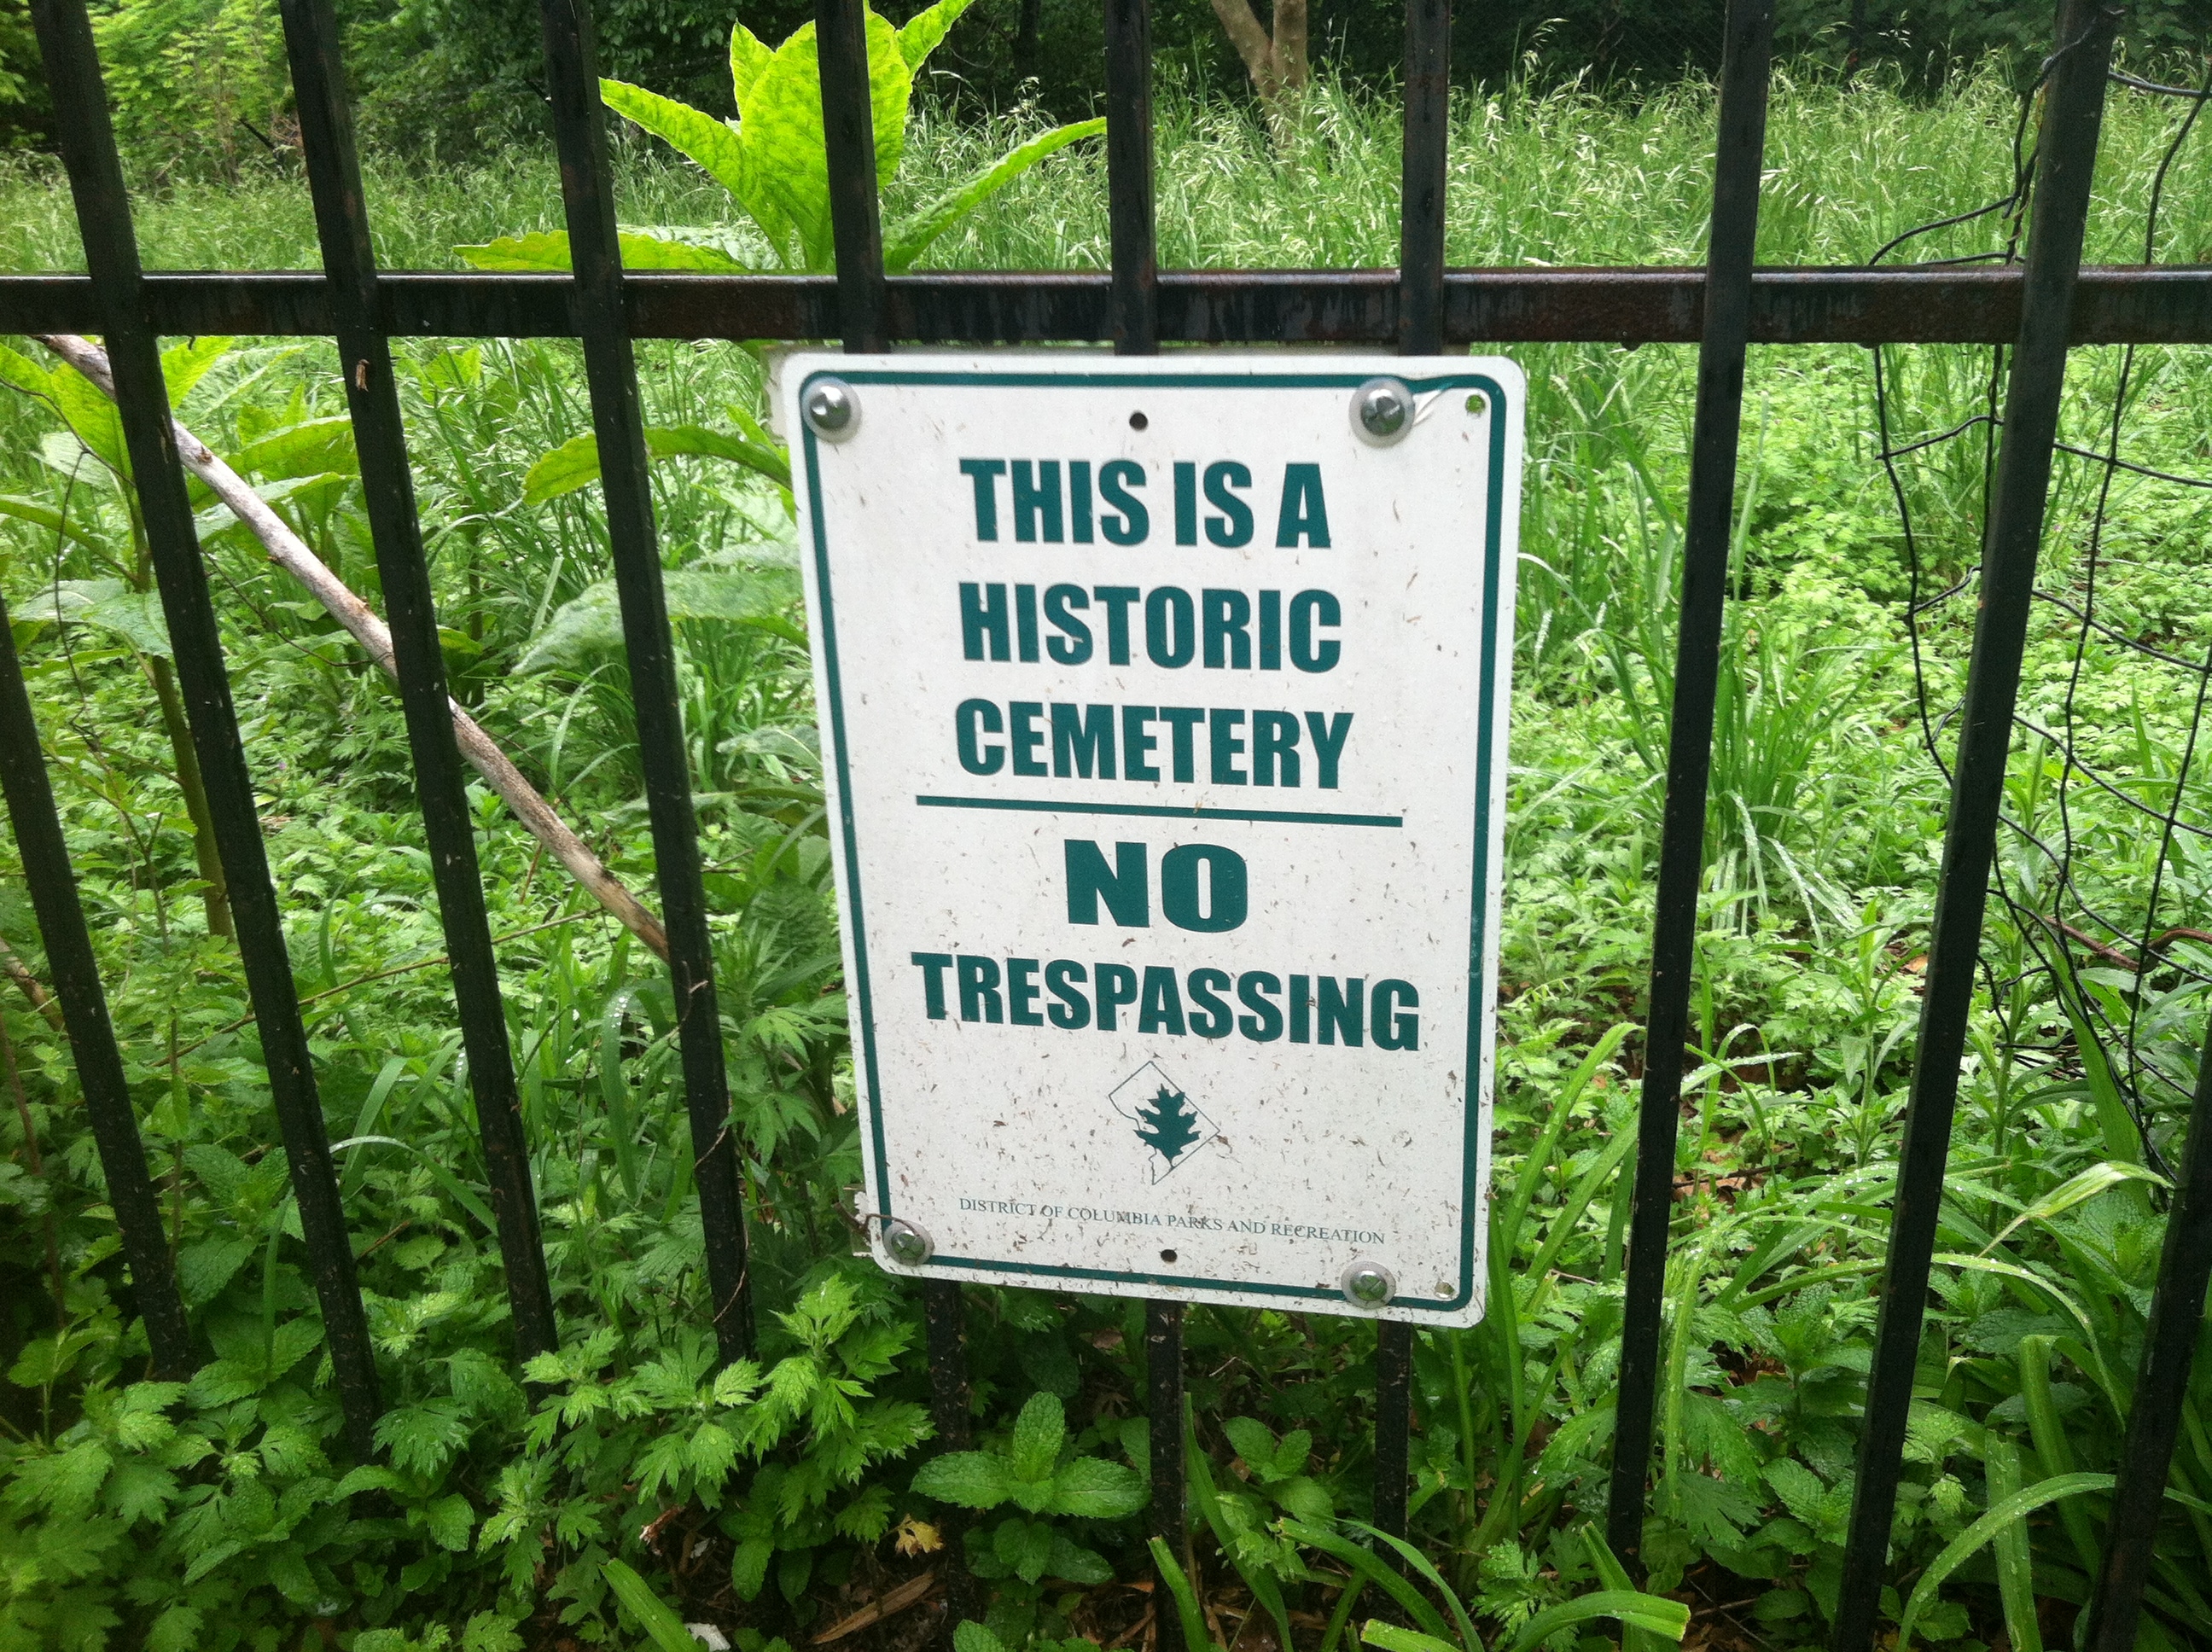 THIS IS A
HISTORIC
CEMETERY
NO
TRESPASSING
DISTRICT OF COLUMBIA PARKS AND RECREATION